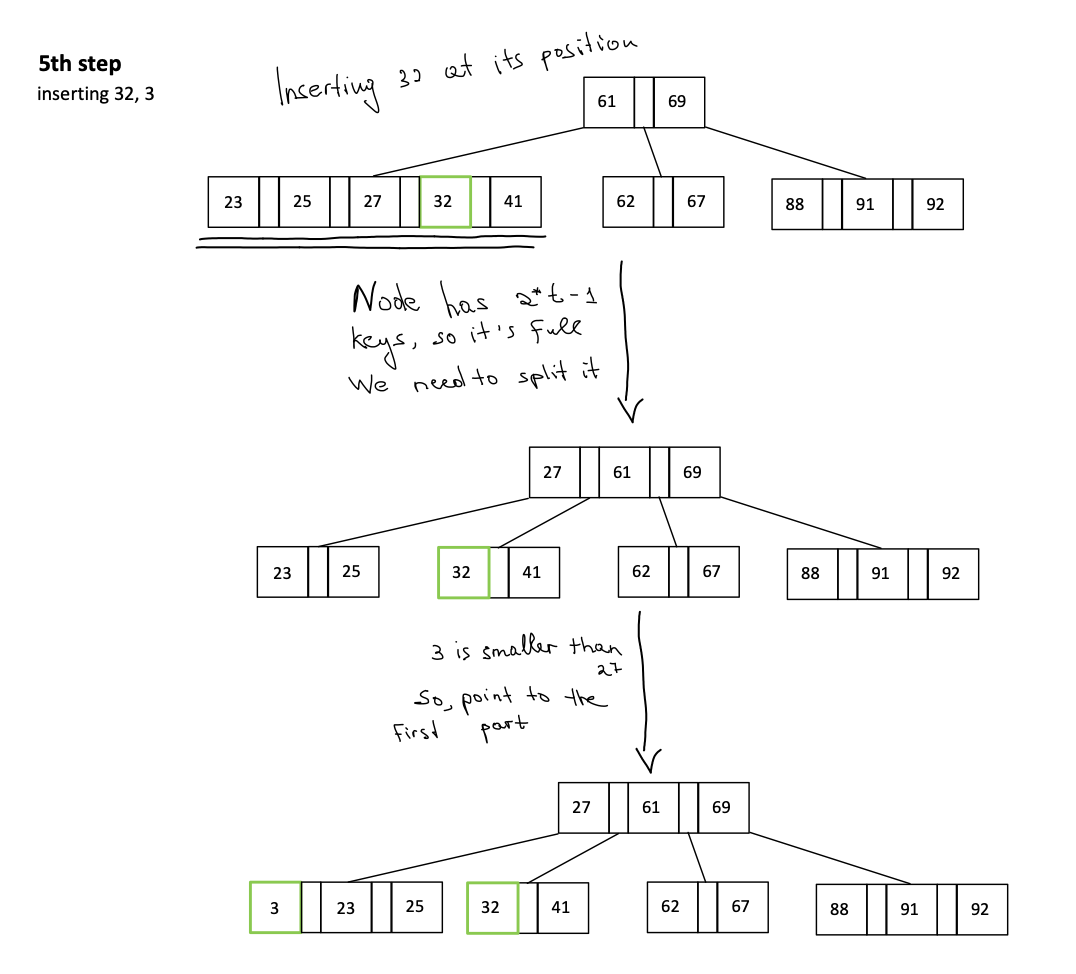 5th step
inserting 32, 3
Inserting 32 at its position
61 69
23 25 27 32 41 62 67 88 91 92
Node has 2*t-1
keys, so it's full
We need to split it
27 61 69
23 25 32 41 62 67 88 91 92
3 is smaller than
27
So, point to the
First part
27 61 69
3 23 25 32 41 62 67 88 91 92